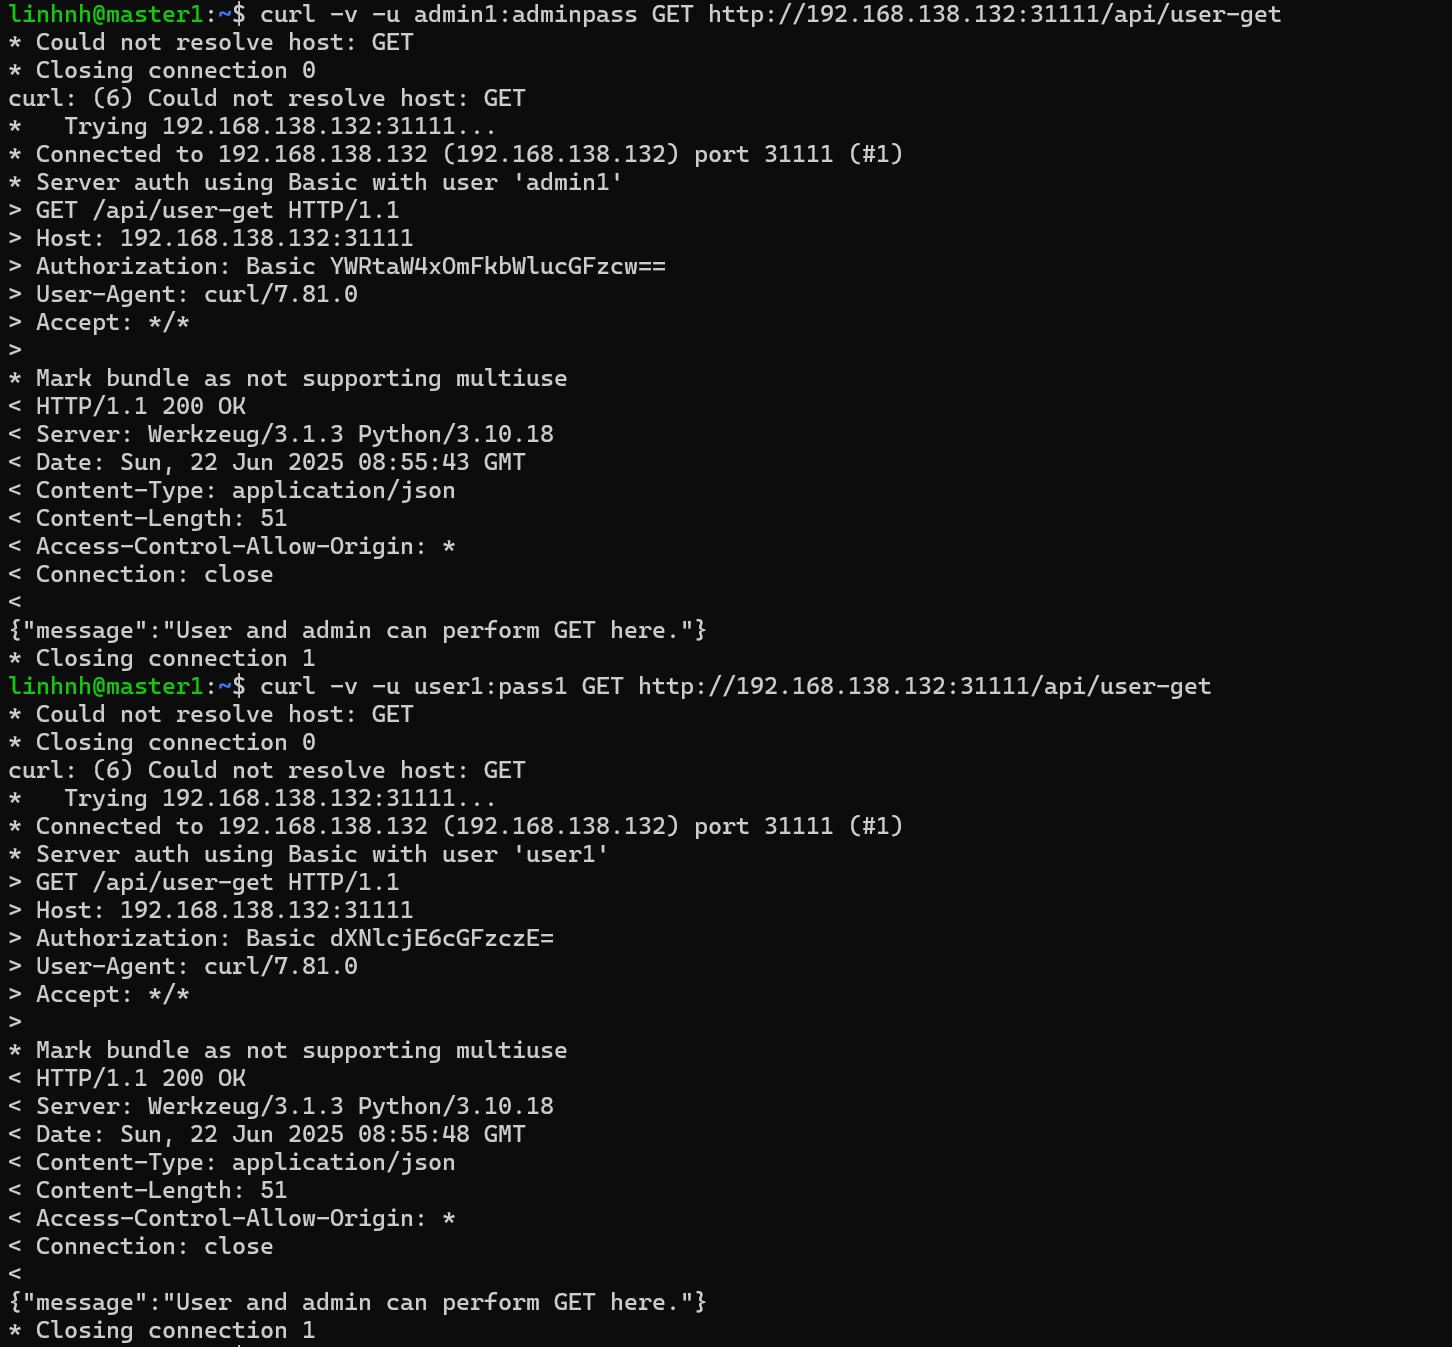 linhnh@master1:~$ curl -v -u admin1:adminpass GET http://192.168.138.132:31111/api/user-get
* Could not resolve host: GET
* Closing connection 0
curl: (6) Could not resolve host: GET
*   Trying 192.168.138.132:31111...
* Connected to 192.168.138.132 (192.168.138.132) port 31111 (#1)
* Server auth using Basic with user 'admin1'
> GET /api/user-get HTTP/1.1
> Host: 192.168.138.132:31111
> Authorization: Basic YWRtaW4xOmFkbWlucGFzcw==
> User-Agent: curl/7.81.0
> Accept: */*
>
* Mark bundle as not supporting multiuse
< HTTP/1.1 200 OK
< Server: Werkzeug/3.1.3 Python/3.10.18
< Date: Sun, 22 Jun 2025 08:55:43 GMT
< Content-Type: application/json
< Content-Length: 51
< Access-Control-Allow-Origin: *
< Connection: close
<
{"message":"User and admin can perform GET here."}
* Closing connection 1
linhnh@master1:~$ curl -v -u user1:pass1 GET http://192.168.138.132:31111/api/user-get
* Could not resolve host: GET
* Closing connection 0
curl: (6) Could not resolve host: GET
*   Trying 192.168.138.132:31111...
* Connected to 192.168.138.132 (192.168.138.132) port 31111 (#1)
* Server auth using Basic with user 'user1'
> GET /api/user-get HTTP/1.1
> Host: 192.168.138.132:31111
> Authorization: Basic dXNlcjE6cGFzczE=
> User-Agent: curl/7.81.0
> Accept: */*
>
* Mark bundle as not supporting multiuse
< HTTP/1.1 200 OK
< Server: Werkzeug/3.1.3 Python/3.10.18
< Date: Sun, 22 Jun 2025 08:55:48 GMT
< Content-Type: application/json
< Content-Length: 51
< Access-Control-Allow-Origin: *
< Connection: close
<
{"message":"User and admin can perform GET here."}
* Closing connection 1